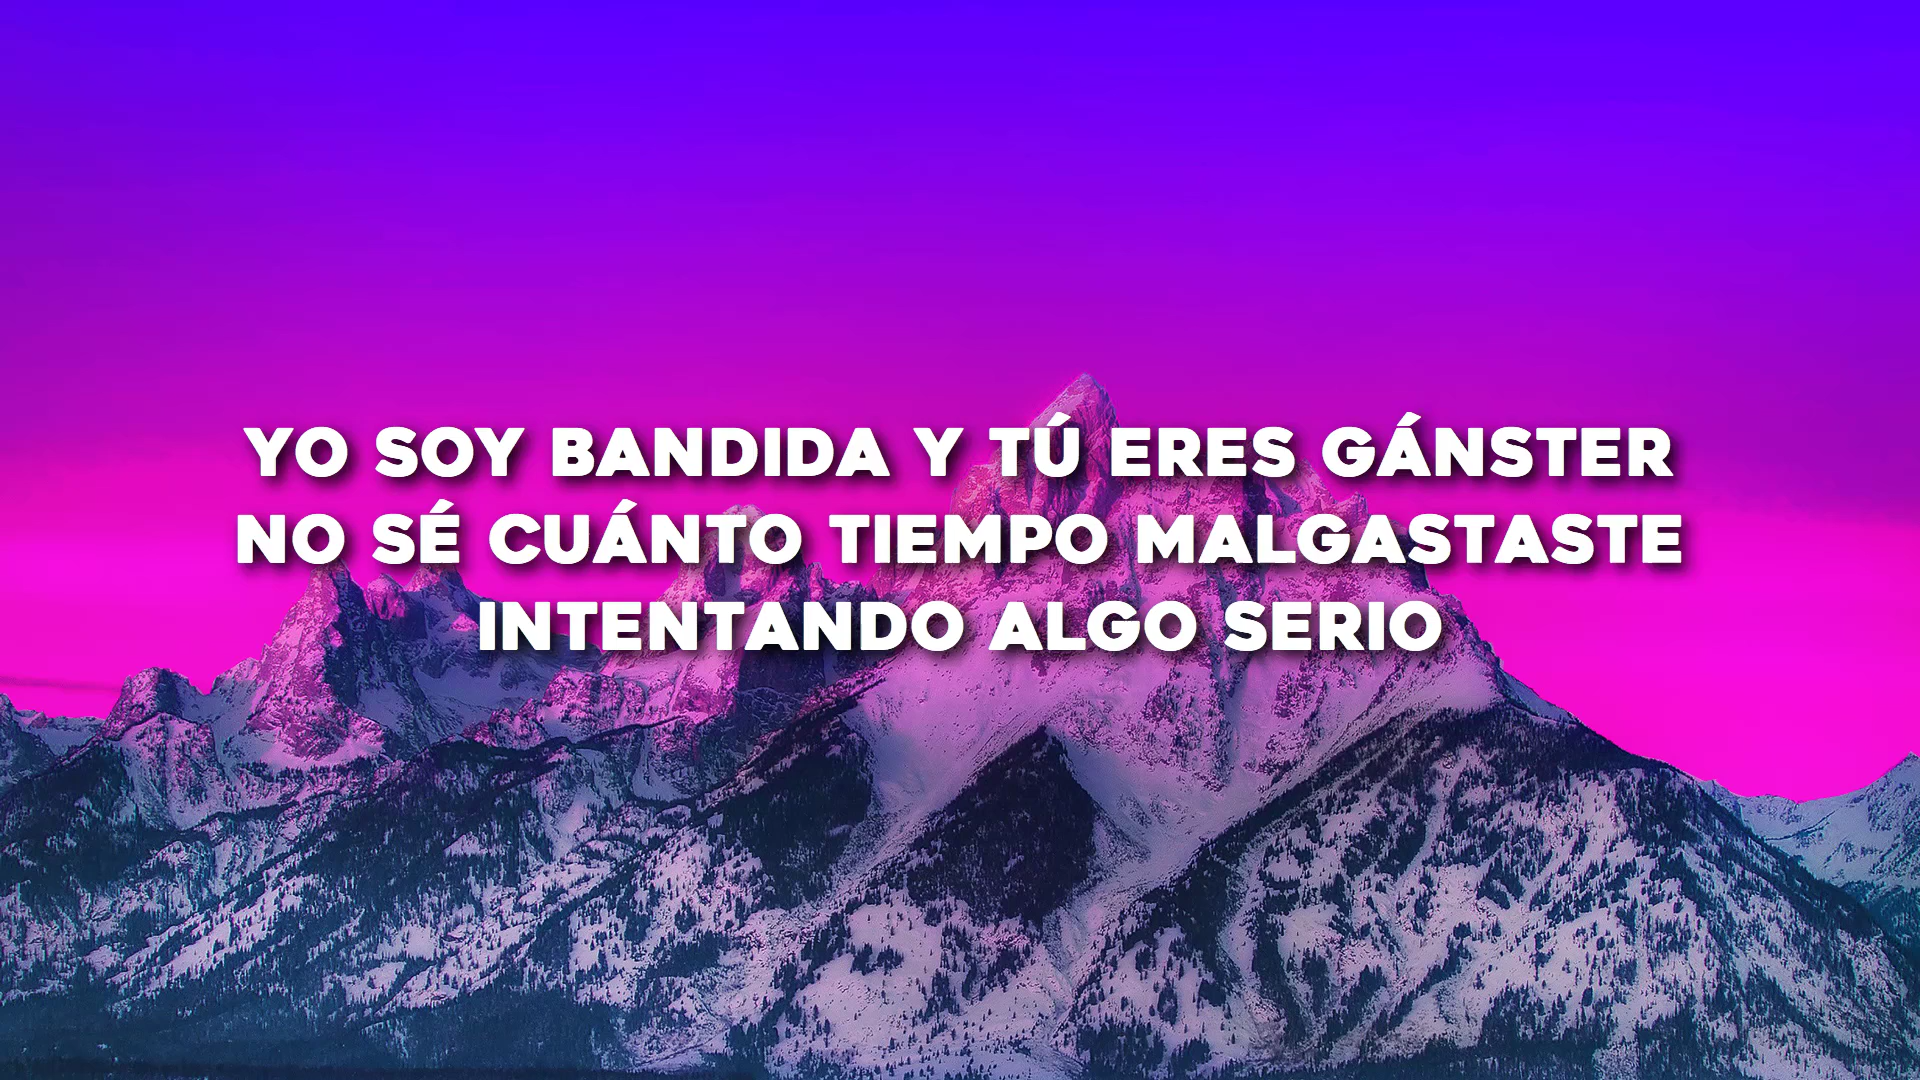 YO SOY BANDIDA Y TÚ ERES GÁNSTER
NO SÉ CUÁNTO TIEMPO MALGASTASTE
INTENTANDO ALGO SERIO